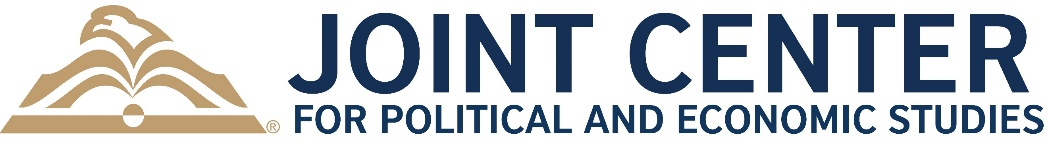 JOINT CENTER
FOR POLITICAL AND ECONOMIC STUDIES
®